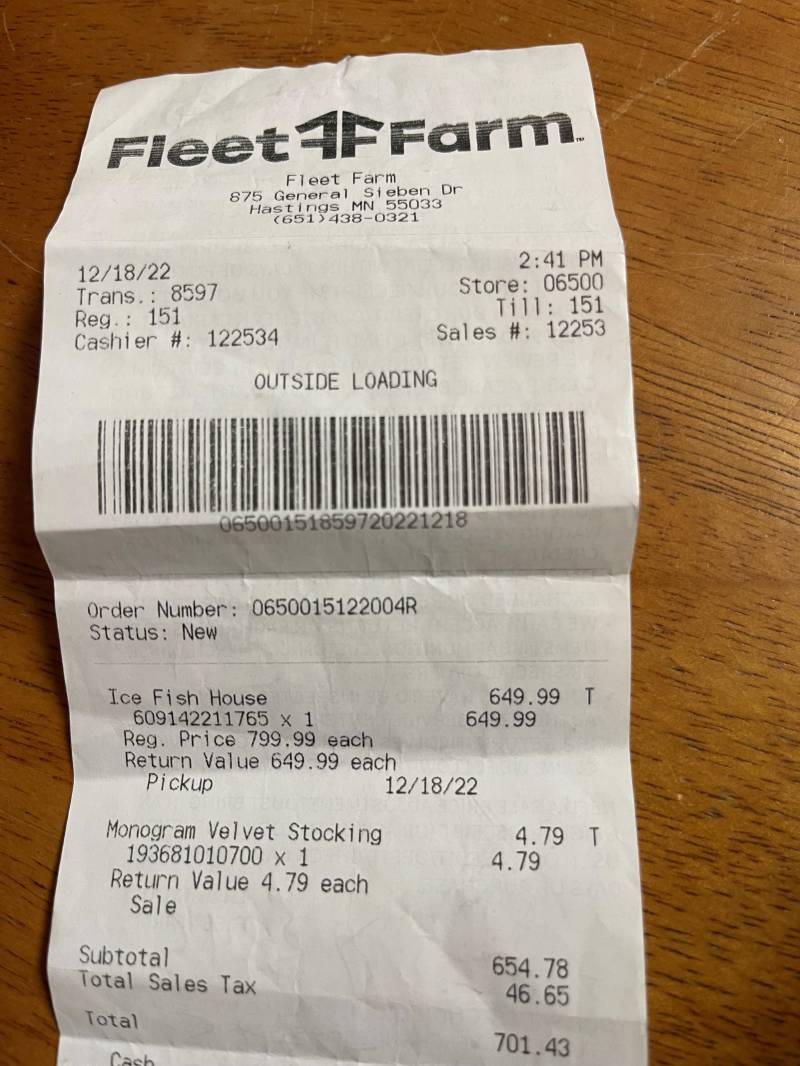 Fleet Farm™
Fleet Farm
875 General Sieben Dr
Hastings MN 55033
(651)438-0321
12/18/22 2:41 PM
Trans.: 8597 Store: 06500
Reg.: 151 Till: 151
Cashier #: 122534 Sales #: 12253
OUTSIDE LOADING
06500151859720221218
Order Number: 0650015122004R
Status: New
Ice Fish House 649.99 T
609142211765 x 1 649.99
Reg. Price 799.99 each
Return Value 649.99 each
Pickup 12/18/22
Monogram Velvet Stocking 4.79 T
193681010700 x 1 4.79
Return Value 4.79 each
Sale
Subtotal 654.78
Total Sales Tax 46.65
Total 701.43
Cash